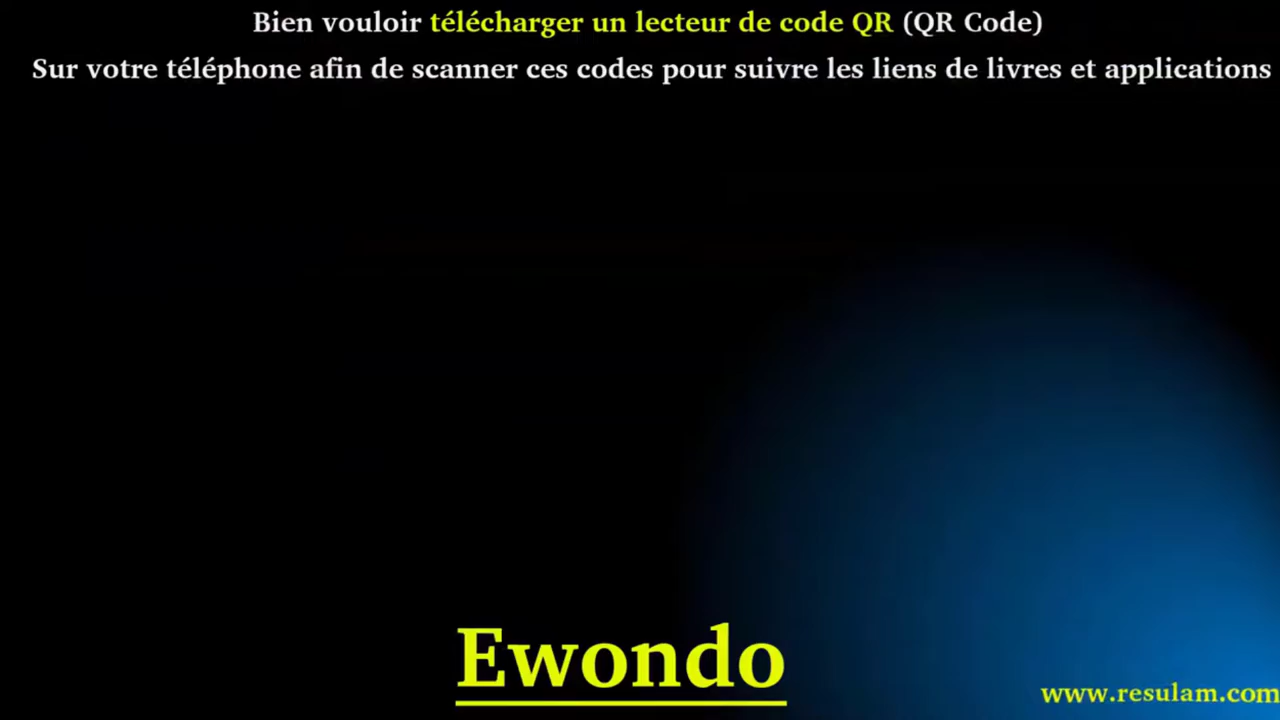 Bien vouloir télécharger un lecteur de code QR (QR Code)
Sur votre téléphone afin de scanner ces codes pour suivre les liens de livres et applications
Ewondo
www.resulam.com